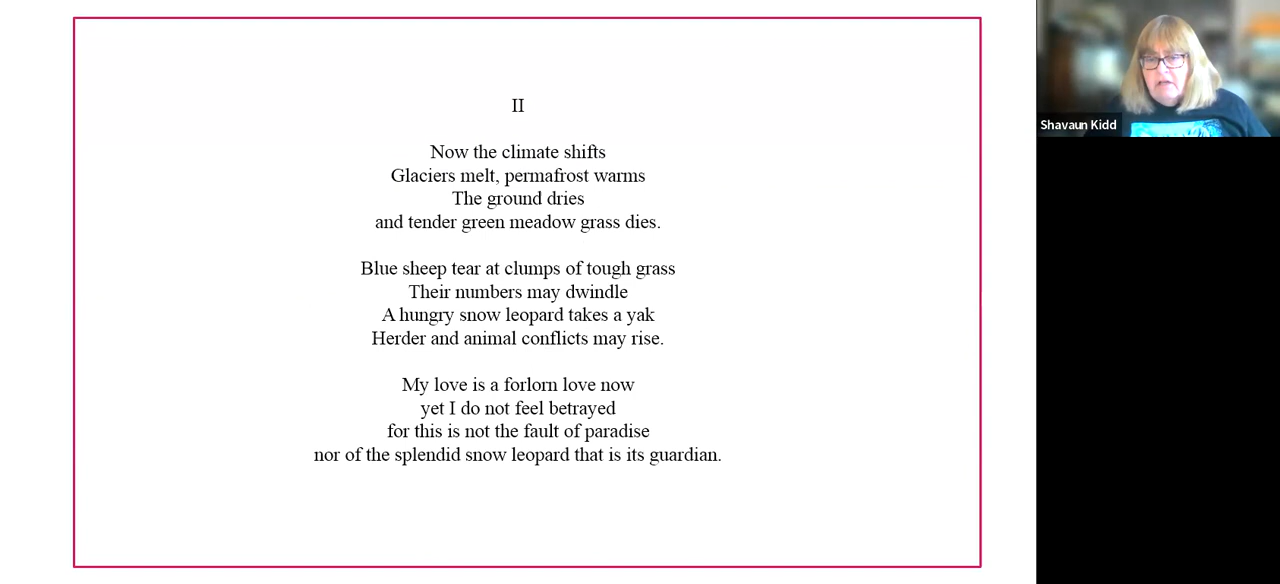 II
Now the climate shifts
Glaciers melt, permafrost warms
The ground dries
and tender green meadow grass dies.
Blue sheep tear at clumps of tough grass
Their numbers may dwindle
A hungry snow leopard takes a yak
Herder and animal conflicts may rise.
My love is a forlorn love now
yet I do not feel betrayed
for this is not the fault of paradise
nor of the splendid snow leopard that is its guardian.
Shavaun Kidd